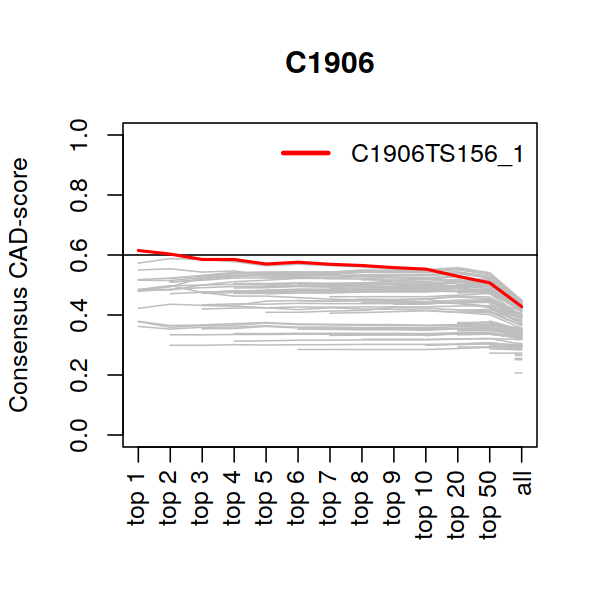 C1906
C1906TS156_1
Consensus CAD-score
1.0
0.8
0.6
0.4
0.2
0.0
top 1
top 2
top 3
top 4
top 5
top 6
top 7
top 8
top 9
top 10
top 20
top 50
all